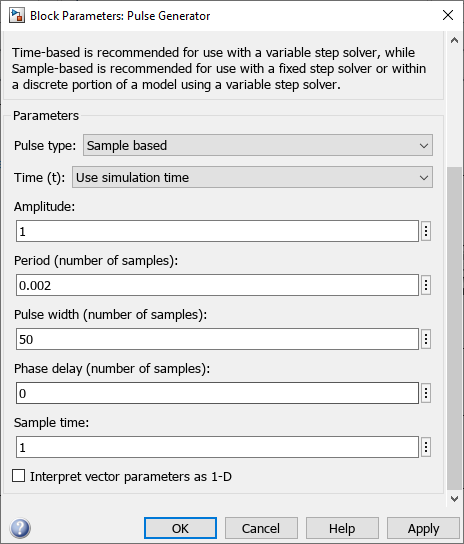 Block Parameters: Pulse Generator
Time-based is recommended for use with a variable step solver, while
Sample-based is recommended for use with a fixed step solver or within
a discrete portion of a model using a variable step solver.
Parameters
Pulse type: Sample based
Time (t): Use simulation time
Amplitude:
1
Period (number of samples):
0.002
Pulse width (number of samples):
50
Phase delay (number of samples):
0
Sample time:
1
Interpret vector parameters as 1-D
? OK Cancel Help Apply